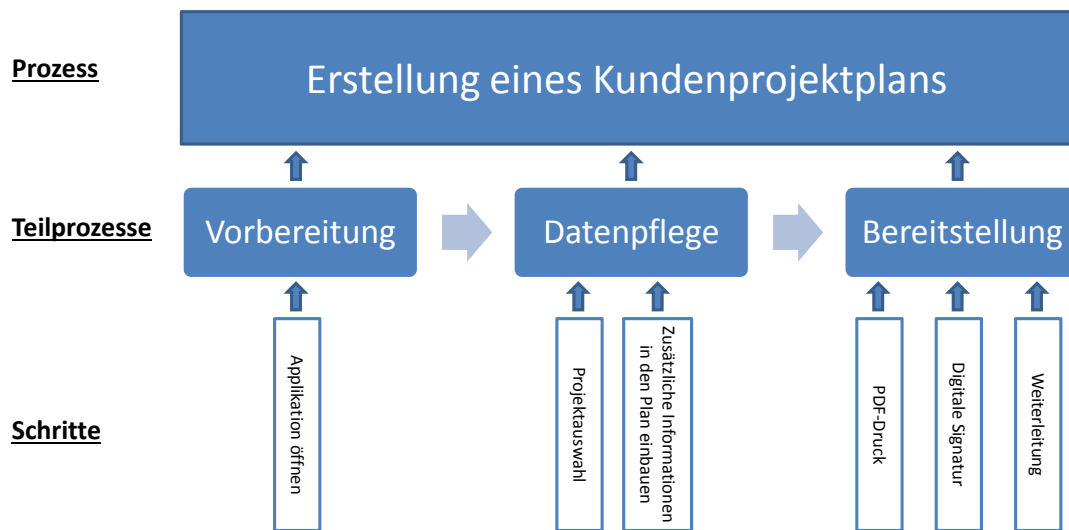 Prozess
Erstellung eines Kundenprojektplans
Teilprozesse
Vorbereitung
Datenpflege
Bereitstellung
Schritte
Applikation öffnen
Projektauswahl
Zusätzliche Informationen
in den Plan einbauen
PDF-Druck
Digitale Signatur
Weiterleitung